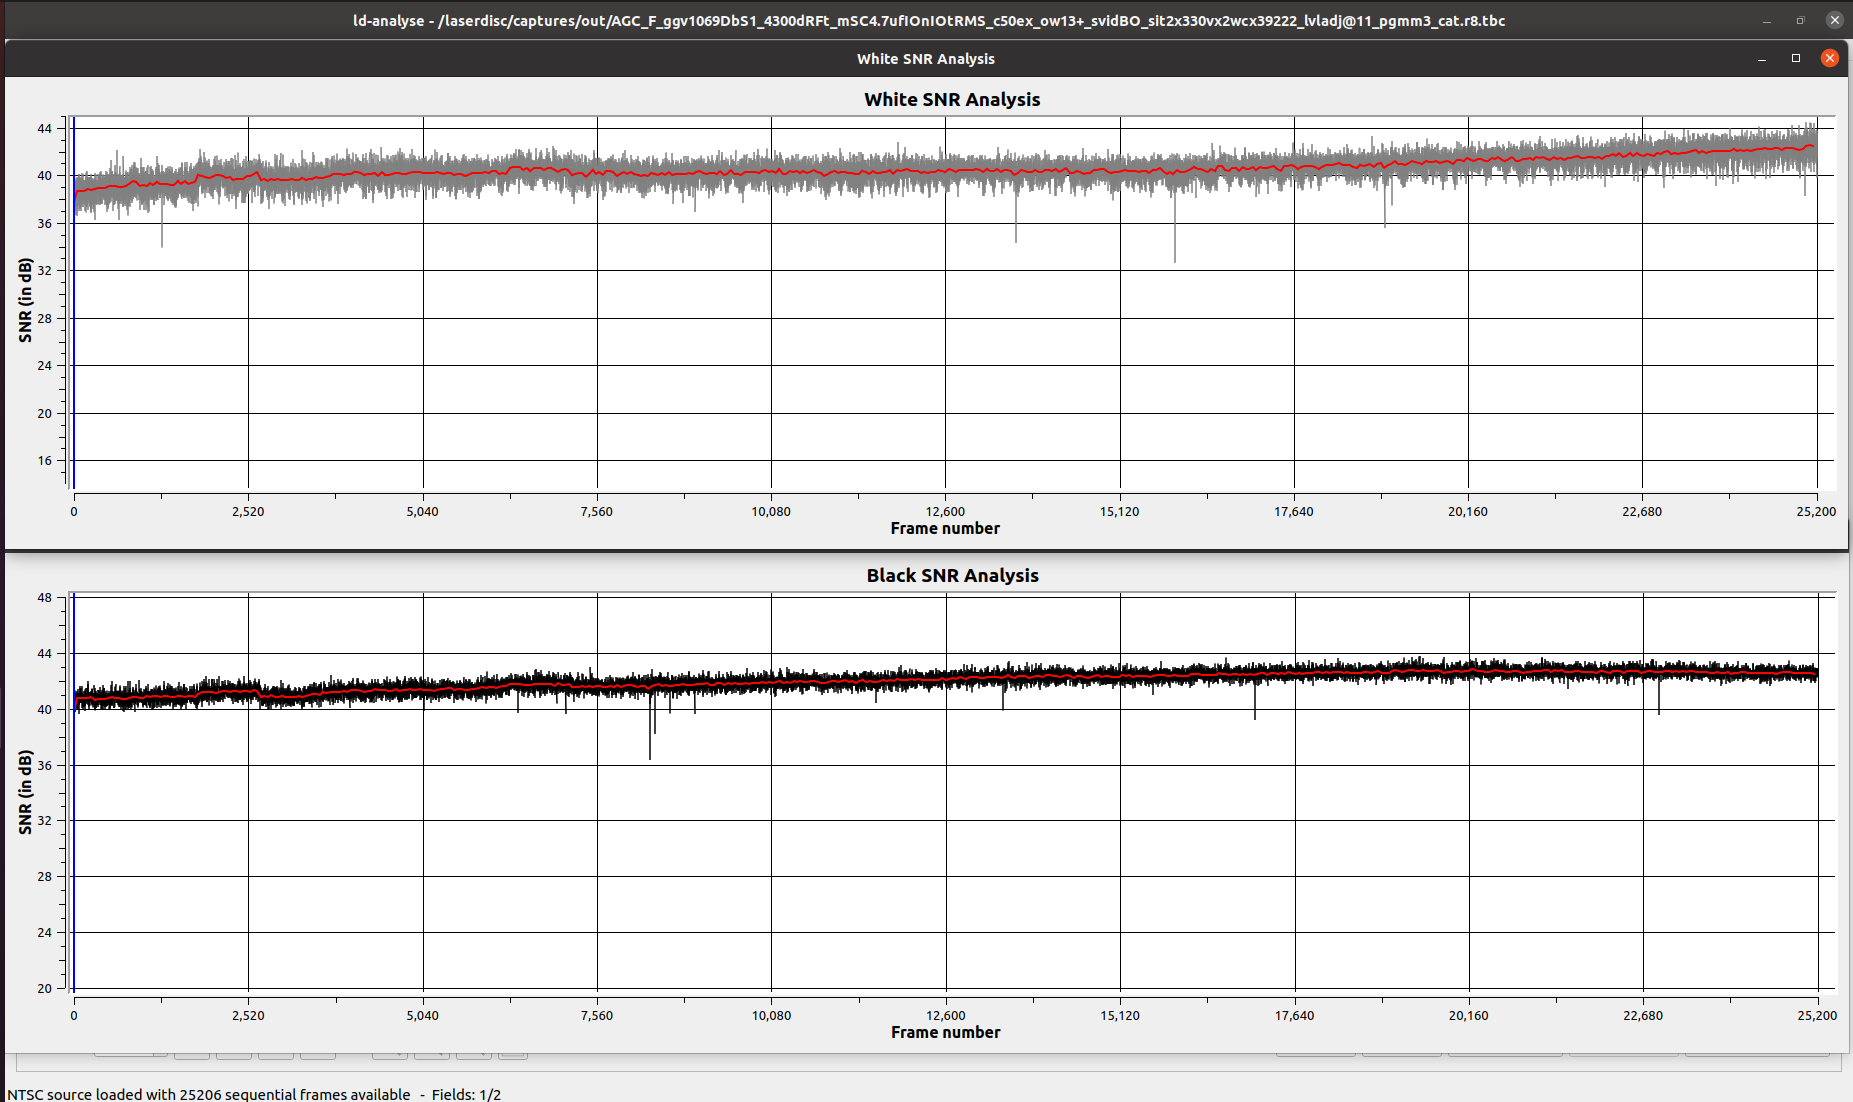 ld-analyse - /laserdisc/captures/out/AGC_F_ggv1069DbS1_4300dRFt_mSC4.7ufIOnIOtRMS_c50ex_ow13+_svidBO_sit2x330vx2wcx39222_lvladj@11_pgmm3_cat.r8.tbc
White SNR Analysis
White SNR Analysis
44
40
36
32
28
24
20
16
SNR (in dB)
0 2,520 5,040 7,560 10,080 12,600 15,120 17,640 20,160 22,680 25,200
Frame number
Black SNR Analysis
48
44
40
36
32
28
24
20
SNR (in dB)
0 2,520 5,040 7,560 10,080 12,600 15,120 17,640 20,160 22,680 25,200
Frame number
NTSC source loaded with 25206 sequential frames available - Fields: 1/2